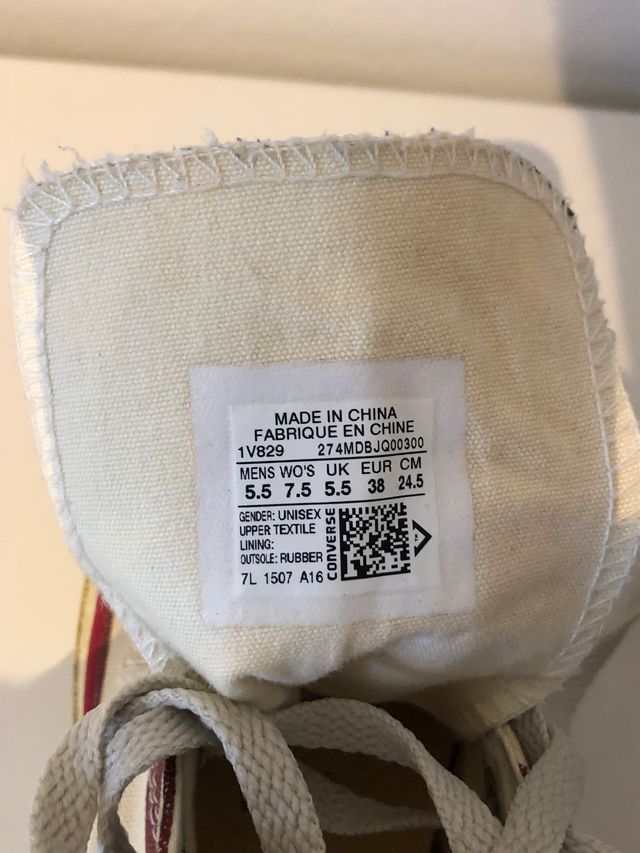 MADE IN CHINA
FABRIQUE EN CHINE
1V829 274MDBJQ00300
MENS WO'S UK EUR CM
5.5 7.5 5.5 38 24.5
GENDER: UNISEX
UPPER: TEXTILE
LINING:
OUTSOLE: RUBBER
CONVERSE
7L 1507 A16